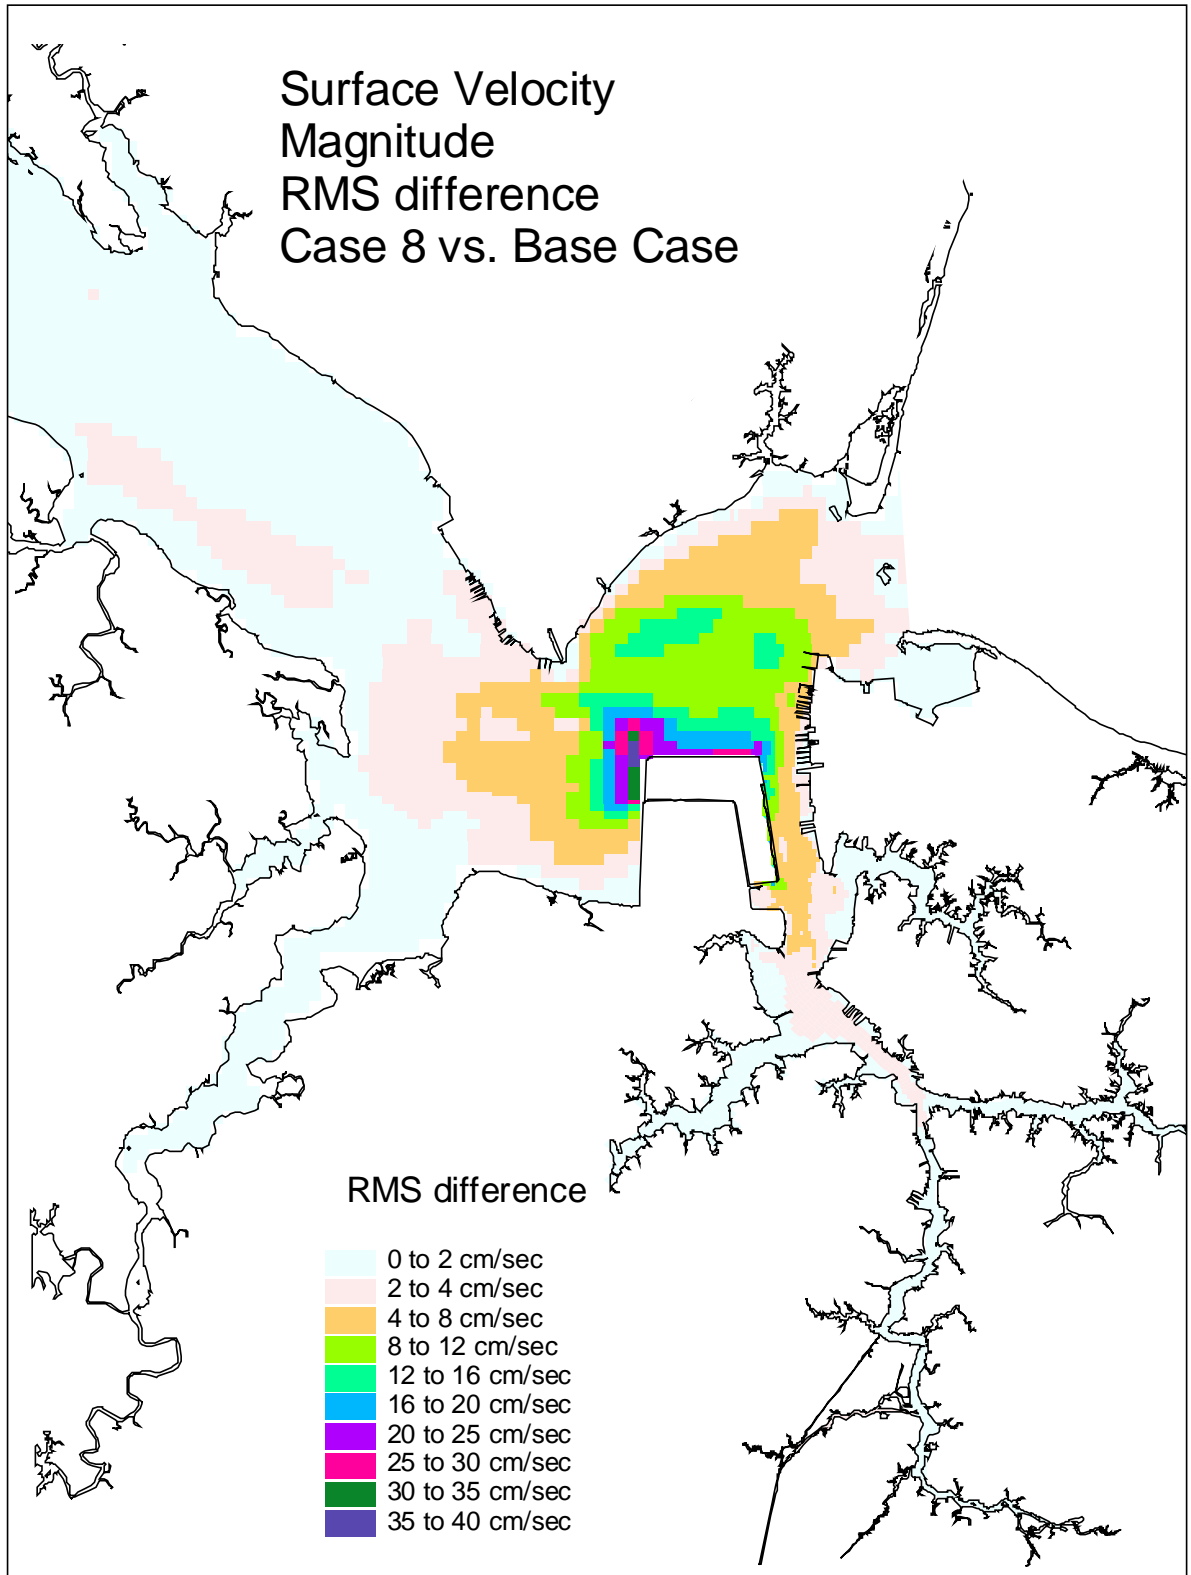 Surface Velocity
Magnitude
RMS difference
Case 8 vs. Base Case
RMS difference
0 to 2 cm/sec
2 to 4 cm/sec
4 to 8 cm/sec
8 to 12 cm/sec
12 to 16 cm/sec
16 to 20 cm/sec
20 to 25 cm/sec
25 to 30 cm/sec
30 to 35 cm/sec
35 to 40 cm/sec